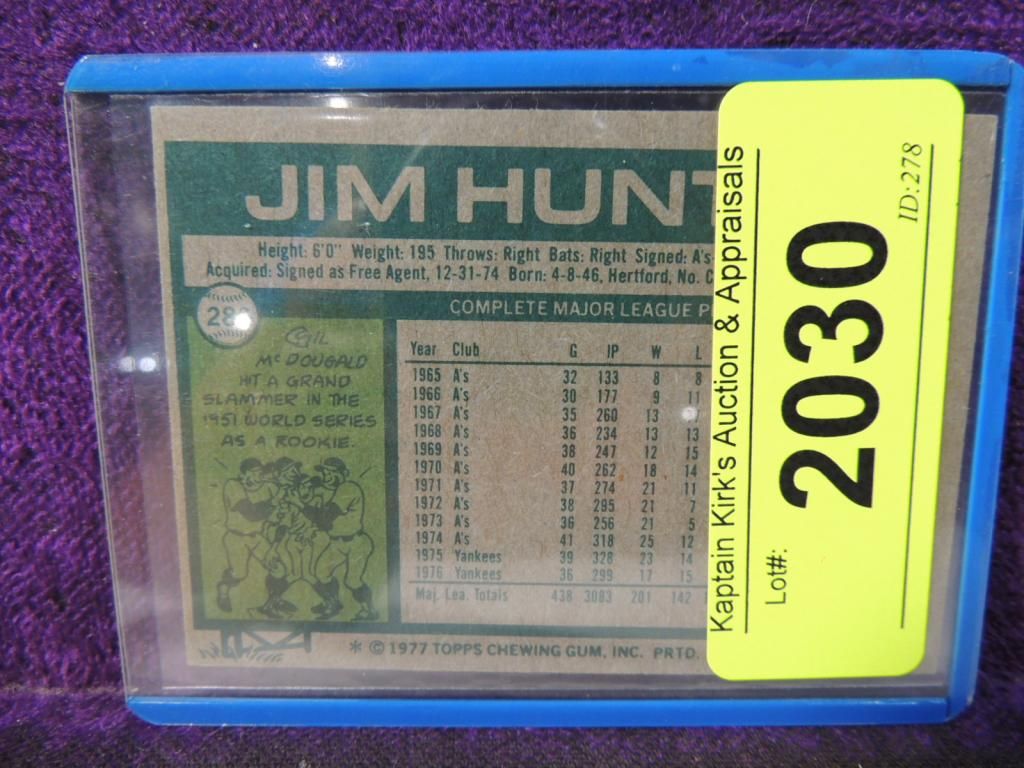 JIM HUNT
Height: 6'0" Weight: 195 Throws: Right Bats: Right Signed: A's
Acquired: Signed as Free Agent, 12-31-74 Born: 4-8-46, Hertford, No. C
COMPLETE MAJOR LEAGUE P
280
GIL
McDOUGALD
HIT A GRAND
SLAMMER IN THE
1951 WORLD SERIES
AS A ROOKIE.
Year Club G IP W L
1965 A's 32 133 8 8
1966 A's 30 177 9 11
1967 A's 35 260 13
1968 A's 36 234 13 13
1969 A's 38 247 12 15
1970 A's 40 262 18 14
1971 A's 37 274 21 11
1972 A's 38 295 21 7
1973 A's 36 256 21 5
1974 A's 41 318 25 12
1975 Yankees 39 328 23 14
1976 Yankees 36 299 17 15
Maj. Lea. Totals 438 3083 201 142
* © 1977 TOPPS CHEWING GUM, INC. PRTD.
Kaptain Kirk's Auction & Appraisals
Lot#:
2030
ID:278